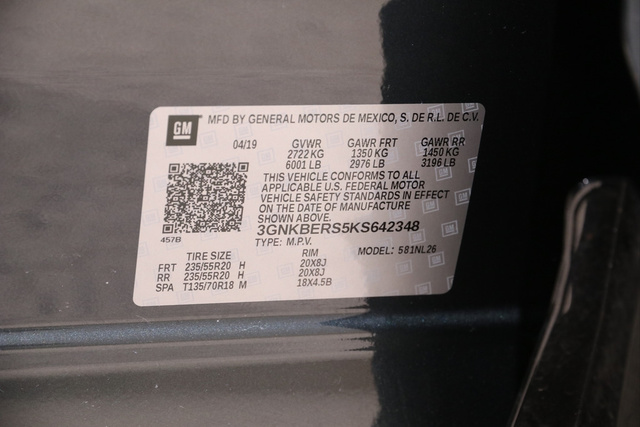 GM
MFD BY GENERAL MOTORS DE MEXICO, S. DE R.L. DE C.V.
04/19 GVWR GAWR FRT GAWR RR
2722 KG 1350 KG 1450 KG
6001 LB 2976 LB 3196 LB
THIS VEHICLE CONFORMS TO ALL
APPLICABLE U.S. FEDERAL MOTOR
VEHICLE SAFETY STANDARDS IN EFFECT
ON THE DATE OF MANUFACTURE
SHOWN ABOVE.
3GNKBERS5KS642348
457B
TYPE: M.P.V. MODEL: 581NL26
TIRE SIZE RIM
FRT 235/55R20 H 20X8J
RR 235/55R20 H 20X8J
SPA T135/70R18 M 18X4.5B